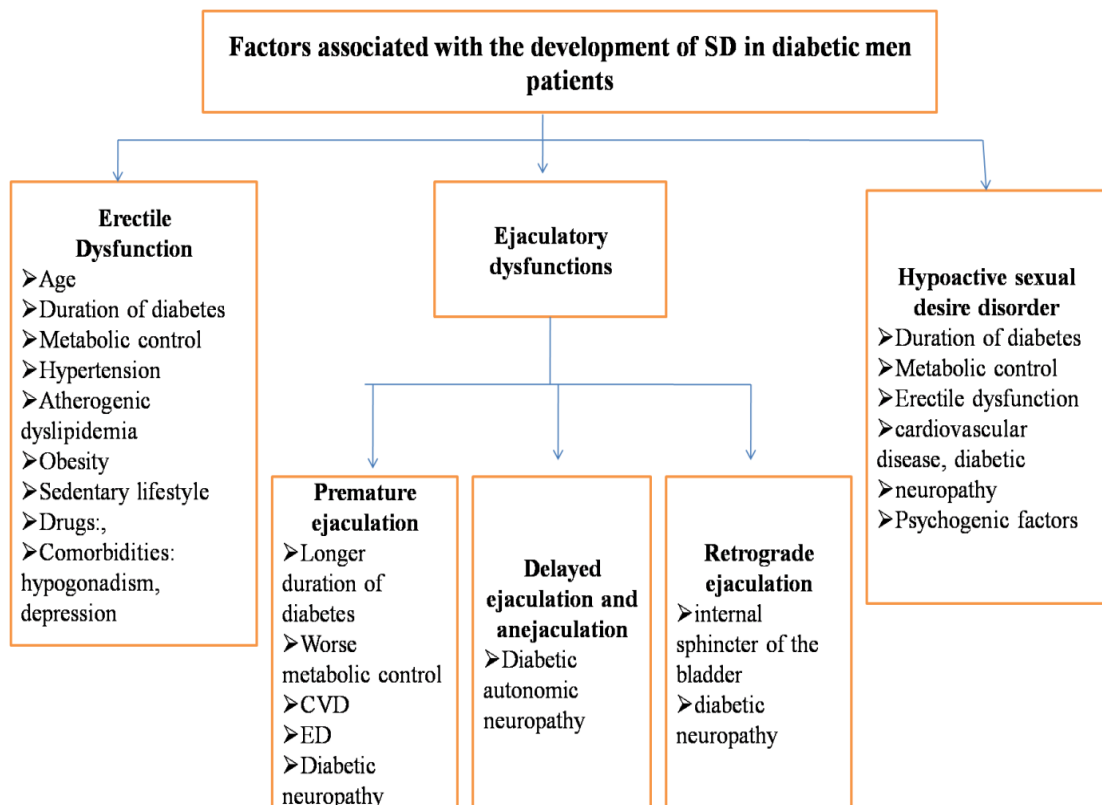 Factors associated with the development of SD in diabetic men
patients
Erectile
Dysfunction
➢Age
➢Duration of diabetes
➢Metabolic control
➢Hypertension
➢Atherogenic
dyslipidemia
➢Obesity
➢Sedentary lifestyle
➢Drugs:,
➢Comorbidities:
hypogonadism,
depression
Ejaculatory
dysfunctions
Premature
ejaculation
➢Longer
duration of
diabetes
➢Worse
metabolic control
➢CVD
➢ED
➢Diabetic
neuropathy
Delayed
ejaculation and
anejaculation
➢Diabetic
autonomic
neuropathy
Retrograde
ejaculation
➢internal
sphincter of the
bladder
➢diabetic
neuropathy
Hypoactive sexual
desire disorder
➢Duration of diabetes
➢Metabolic control
➢Erectile dysfunction
➢cardiovascular
disease, diabetic
➢neuropathy
➢Psychogenic factors